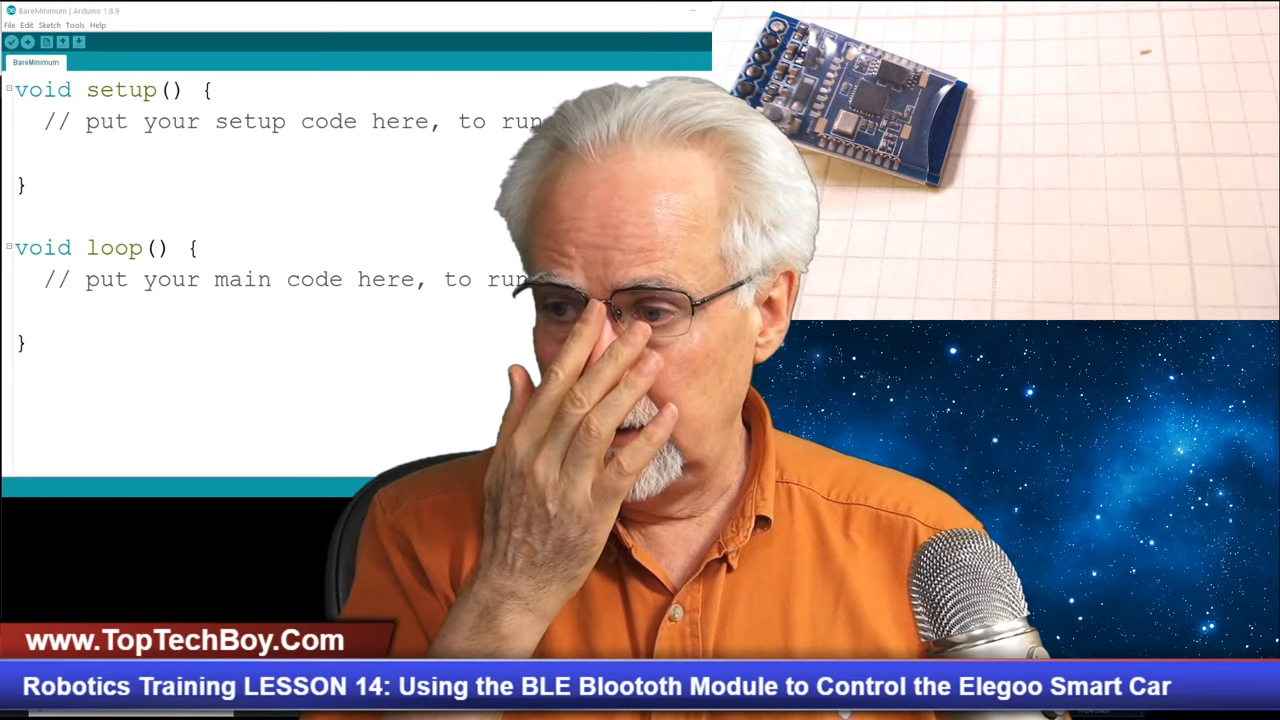 BareMinimum | Arduino 1.8.9
File Edit Sketch Tools Help
BareMinimum
void setup() {
// put your setup code here, to run
}
void loop() {
// put your main code here, to run
}
www.TopTechBoy.Com
Robotics Training LESSON 14: Using the BLE Bloototh Module to Control the Elegoo Smart Car